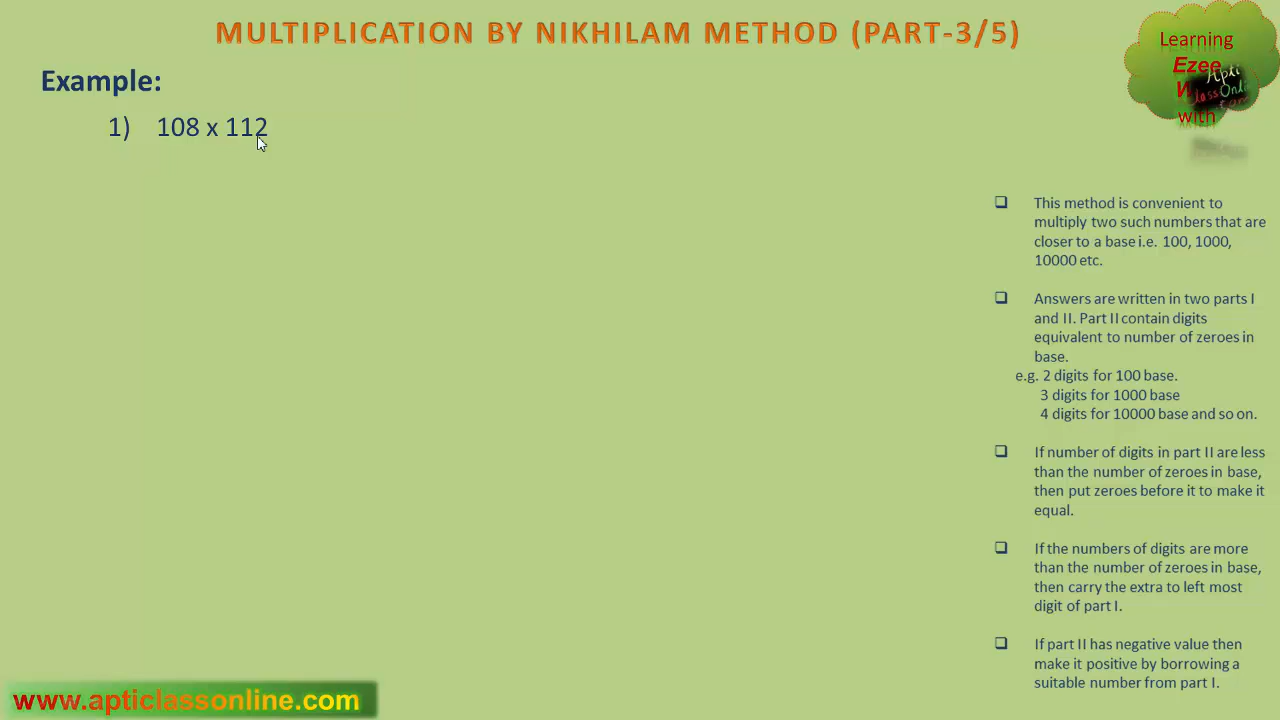 MULTIPLICATION BY NIKHILAM METHOD (PART-3/5)
Learning
Ezee
with
Example:
1) 108 x 112
❑ This method is convenient to
multiply two such numbers that are
closer to a base i.e. 100, 1000,
10000 etc.
❑ Answers are written in two parts I
and II. Part II contain digits
equivalent to number of zeroes in
base.
e.g. 2 digits for 100 base.
3 digits for 1000 base
4 digits for 10000 base and so on.
❑ If number of digits in part II are less
than the number of zeroes in base,
then put zeroes before it to make it
equal.
❑ If the numbers of digits are more
than the number of zeroes in base,
then carry the extra to left most
digit of part I.
❑ If part II has negative value then
make it positive by borrowing a
suitable number from part I.
www.apticlassonline.com